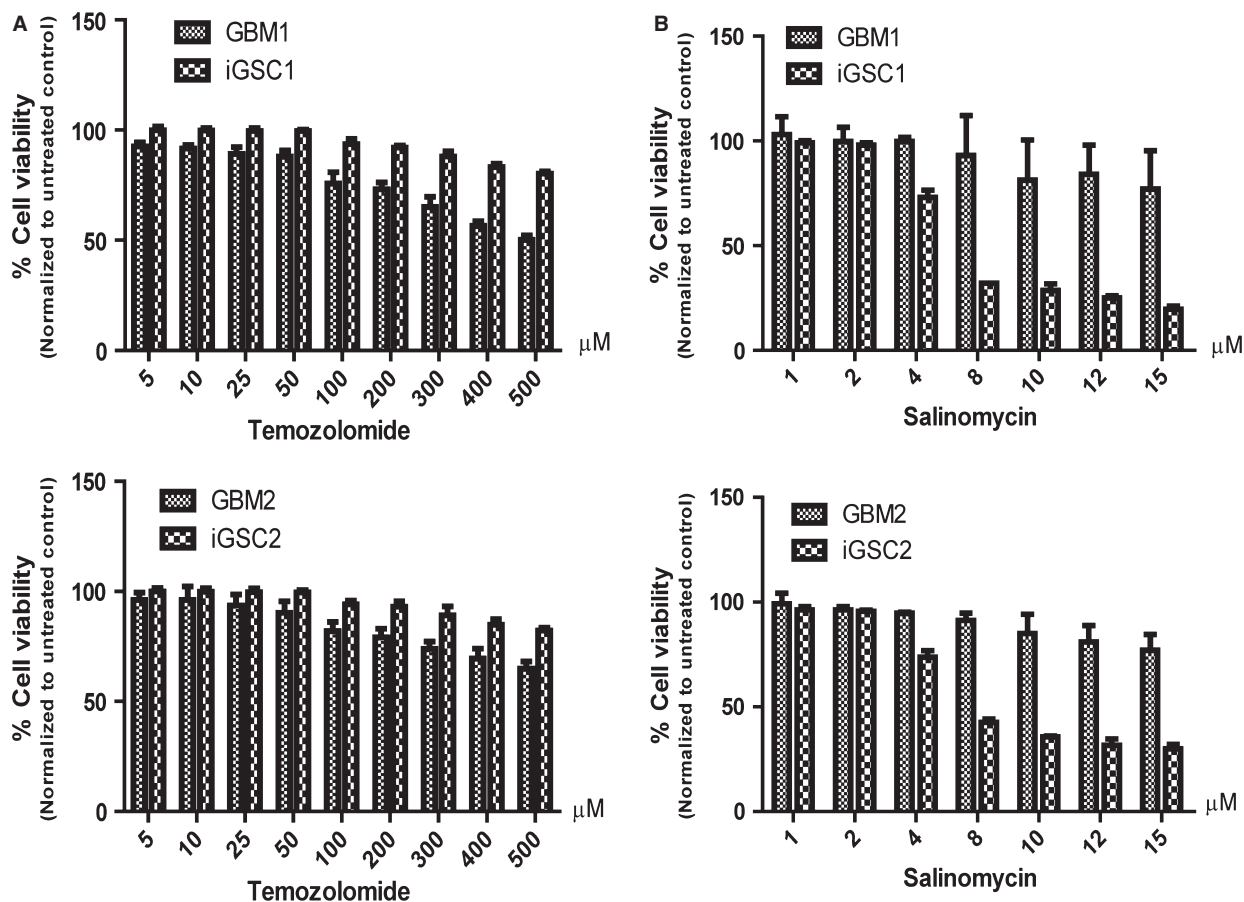 A
% Cell viability
(Normalized to untreated control)
150
100
50
0
GBM1
iGSC1
5 10 25 50 100 200 300 400 500
μM
Temozolomide
B
% Cell viability
(Normalized to untreated control)
150
100
50
0
GBM1
iGSC1
1 2 4 8 10 12 15
μM
Salinomycin
% Cell viability
(Normalized to untreated control)
150
100
50
0
GBM2
iGSC2
5 10 25 50 100 200 300 400 500
μM
Temozolomide
% Cell viability
(Normalized to untreated control)
150
100
50
0
GBM2
iGSC2
1 2 4 8 10 12 15
μM
Salinomycin